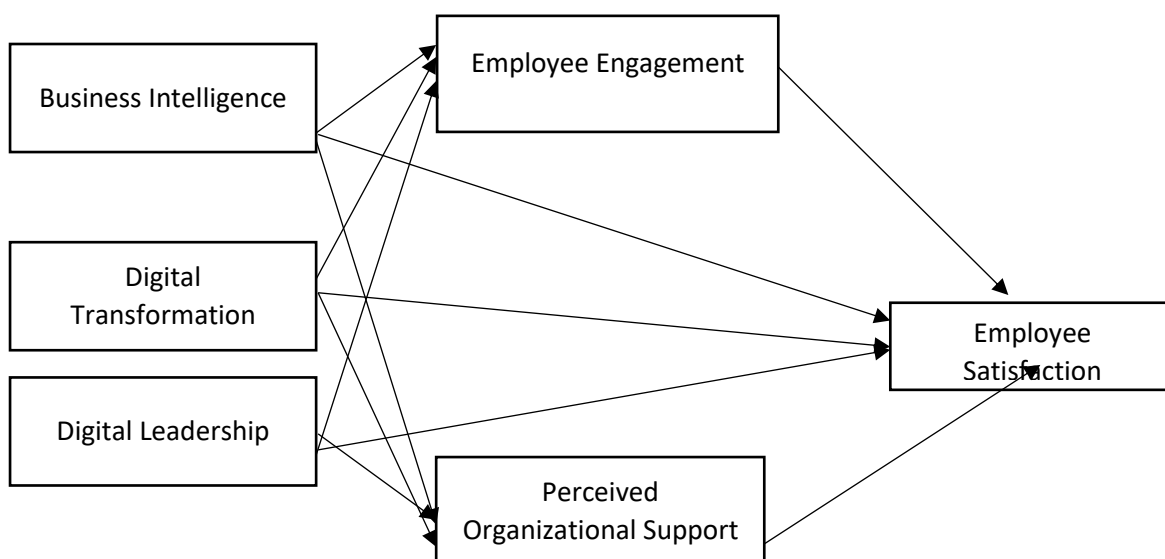 Employee Engagement
Business Intelligence
Digital
Transformation
Employee
Satisfaction
Digital Leadership
Perceived
Organizational Support